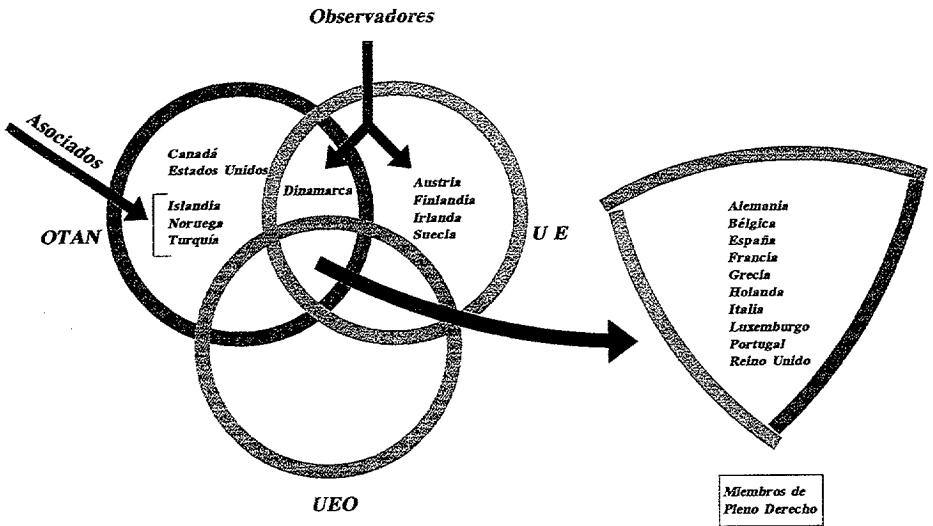 Observadores
Asociados
Canadá
Estados Unidos
Islandia
Noruega
Turquía
OTAN
Dinamarca
Austria
Finlandia
Irlanda
Suecia
U E
UEO
Alemania
Bélgica
España
Francia
Grecia
Holanda
Italia
Luxemburgo
Portugal
Reino Unido
Miembros de
Pleno Derecho